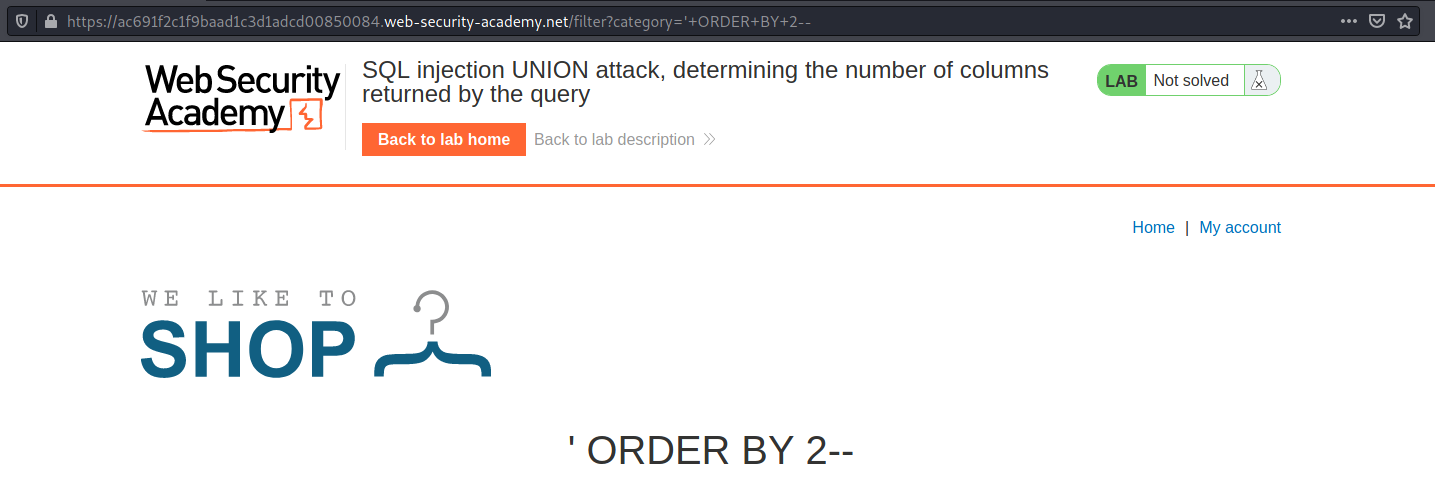 https://ac691f2c1f9baad1c3d1adcd00850084.web-security-academy.net/filter?category='+ORDER+BY+2--
Web Security
Academy
SQL injection UNION attack, determining the number of columns
returned by the query
LAB Not solved
Back to lab home Back to lab description
Home | My account
WE LIKE TO
SHOP
' ORDER BY 2--